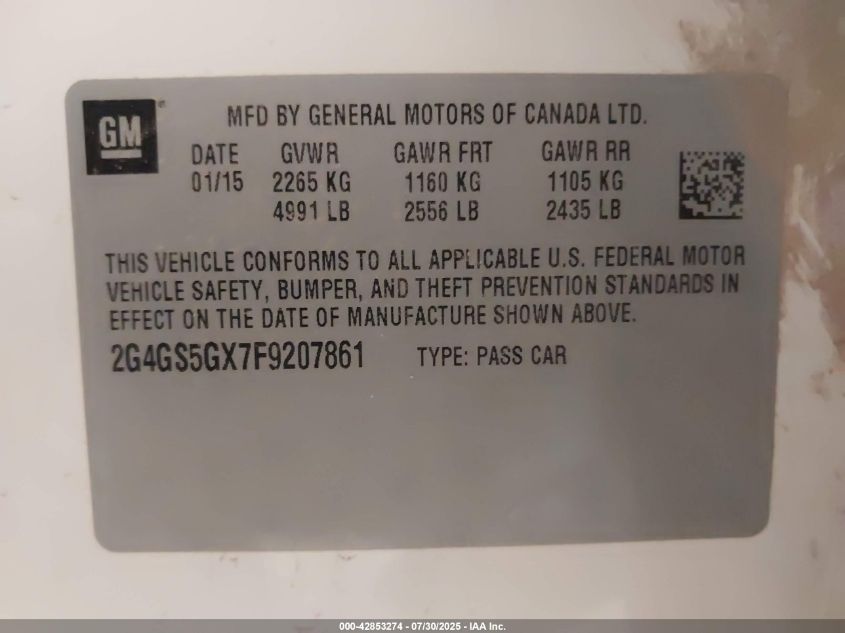 GM
MFD BY GENERAL MOTORS OF CANADA LTD.
DATE GVWR GAWR FRT GAWR RR
01/15 2265 KG 1160 KG 1105 KG
4991 LB 2556 LB 2435 LB
THIS VEHICLE CONFORMS TO ALL APPLICABLE U.S. FEDERAL MOTOR
VEHICLE SAFETY, BUMPER, AND THEFT PREVENTION STANDARDS IN
EFFECT ON THE DATE OF MANUFACTURE SHOWN ABOVE.
2G4GS5GX7F9207861 TYPE: PASS CAR
000-42853274 - 07/30/2025 - IAA Inc.